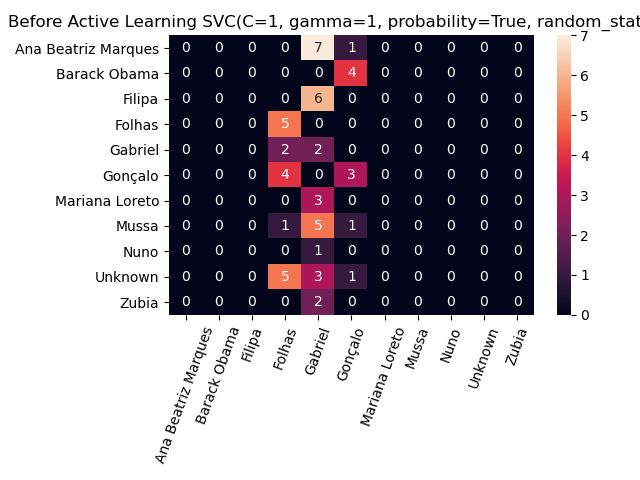 Before Active Learning SVC(C=1, gamma=1, probability=True, random_stat
Ana Beatriz Marques 0 0 0 0 7 1 0 0 0 0 0
Barack Obama 0 0 0 0 0 4 0 0 0 0 0
Filipa 0 0 0 0 6 0 0 0 0 0 0
Folhas 0 0 0 5 0 0 0 0 0 0 0
Gabriel 0 0 0 2 2 0 0 0 0 0 0
Gonçalo 0 0 0 4 0 3 0 0 0 0 0
Mariana Loreto 0 0 0 0 3 0 0 0 0 0 0
Mussa 0 0 0 1 5 1 0 0 0 0 0
Nuno 0 0 0 0 1 0 0 0 0 0 0
Unknown 0 0 0 5 3 1 0 0 0 0 0
Zubia 0 0 0 0 2 0 0 0 0 0 0
Ana Beatriz Marques
Barack Obama
Filipa
Folhas
Gabriel
Gonçalo
Mariana Loreto
Mussa
Nuno
Unknown
Zubia
7
6
5
4
3
2
1
0